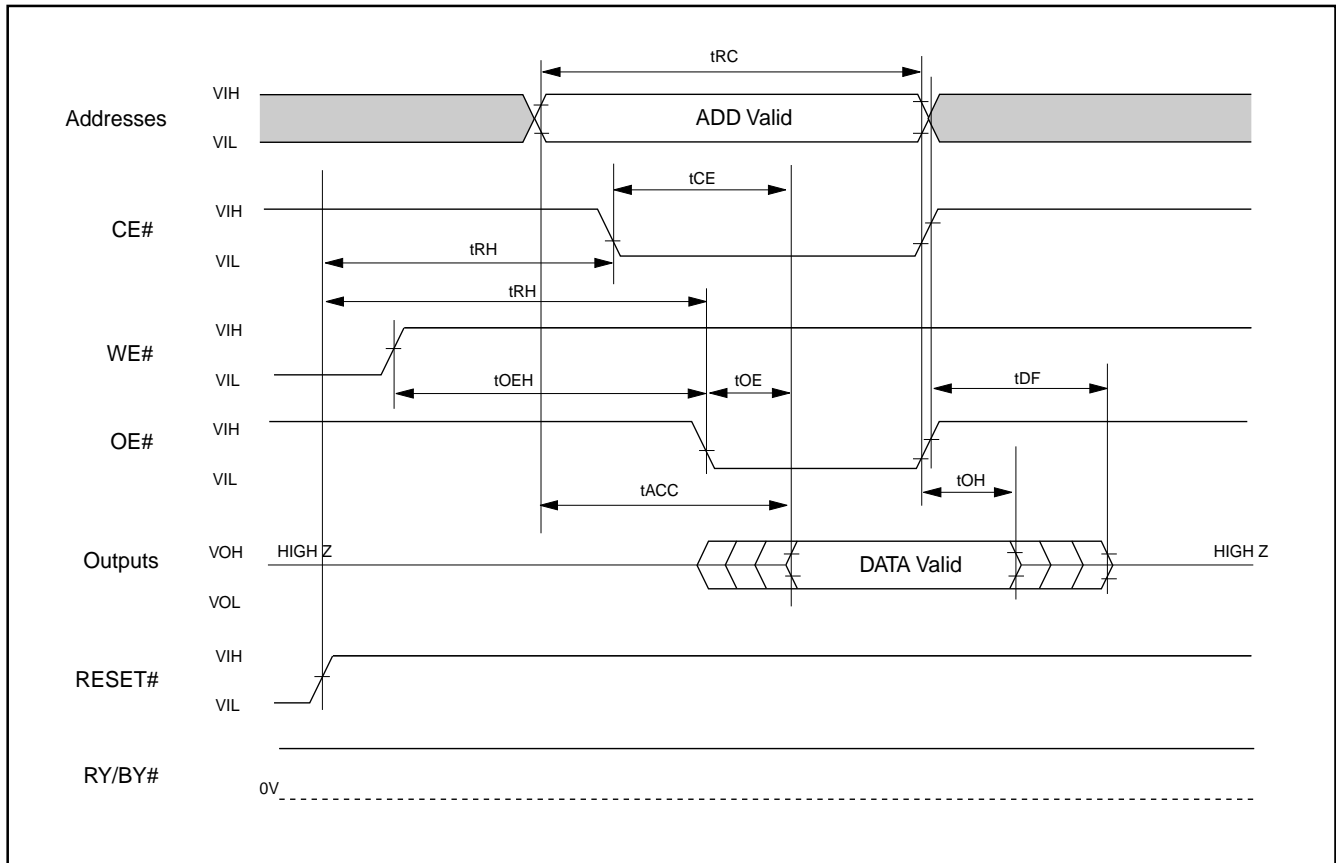 tRC
VIH
Addresses
ADD Valid
VIL
tCE
VIH
CE#
tRH
VIL
tRH
VIH
WE#
VIL
tOEH
tOE
tDF
VIH
OE#
VIL
tACC
tOH
Outputs
VOH
HIGH Z
DATA Valid
HIGH Z
VOL
VIH
RESET#
VIL
RY/BY#
0V